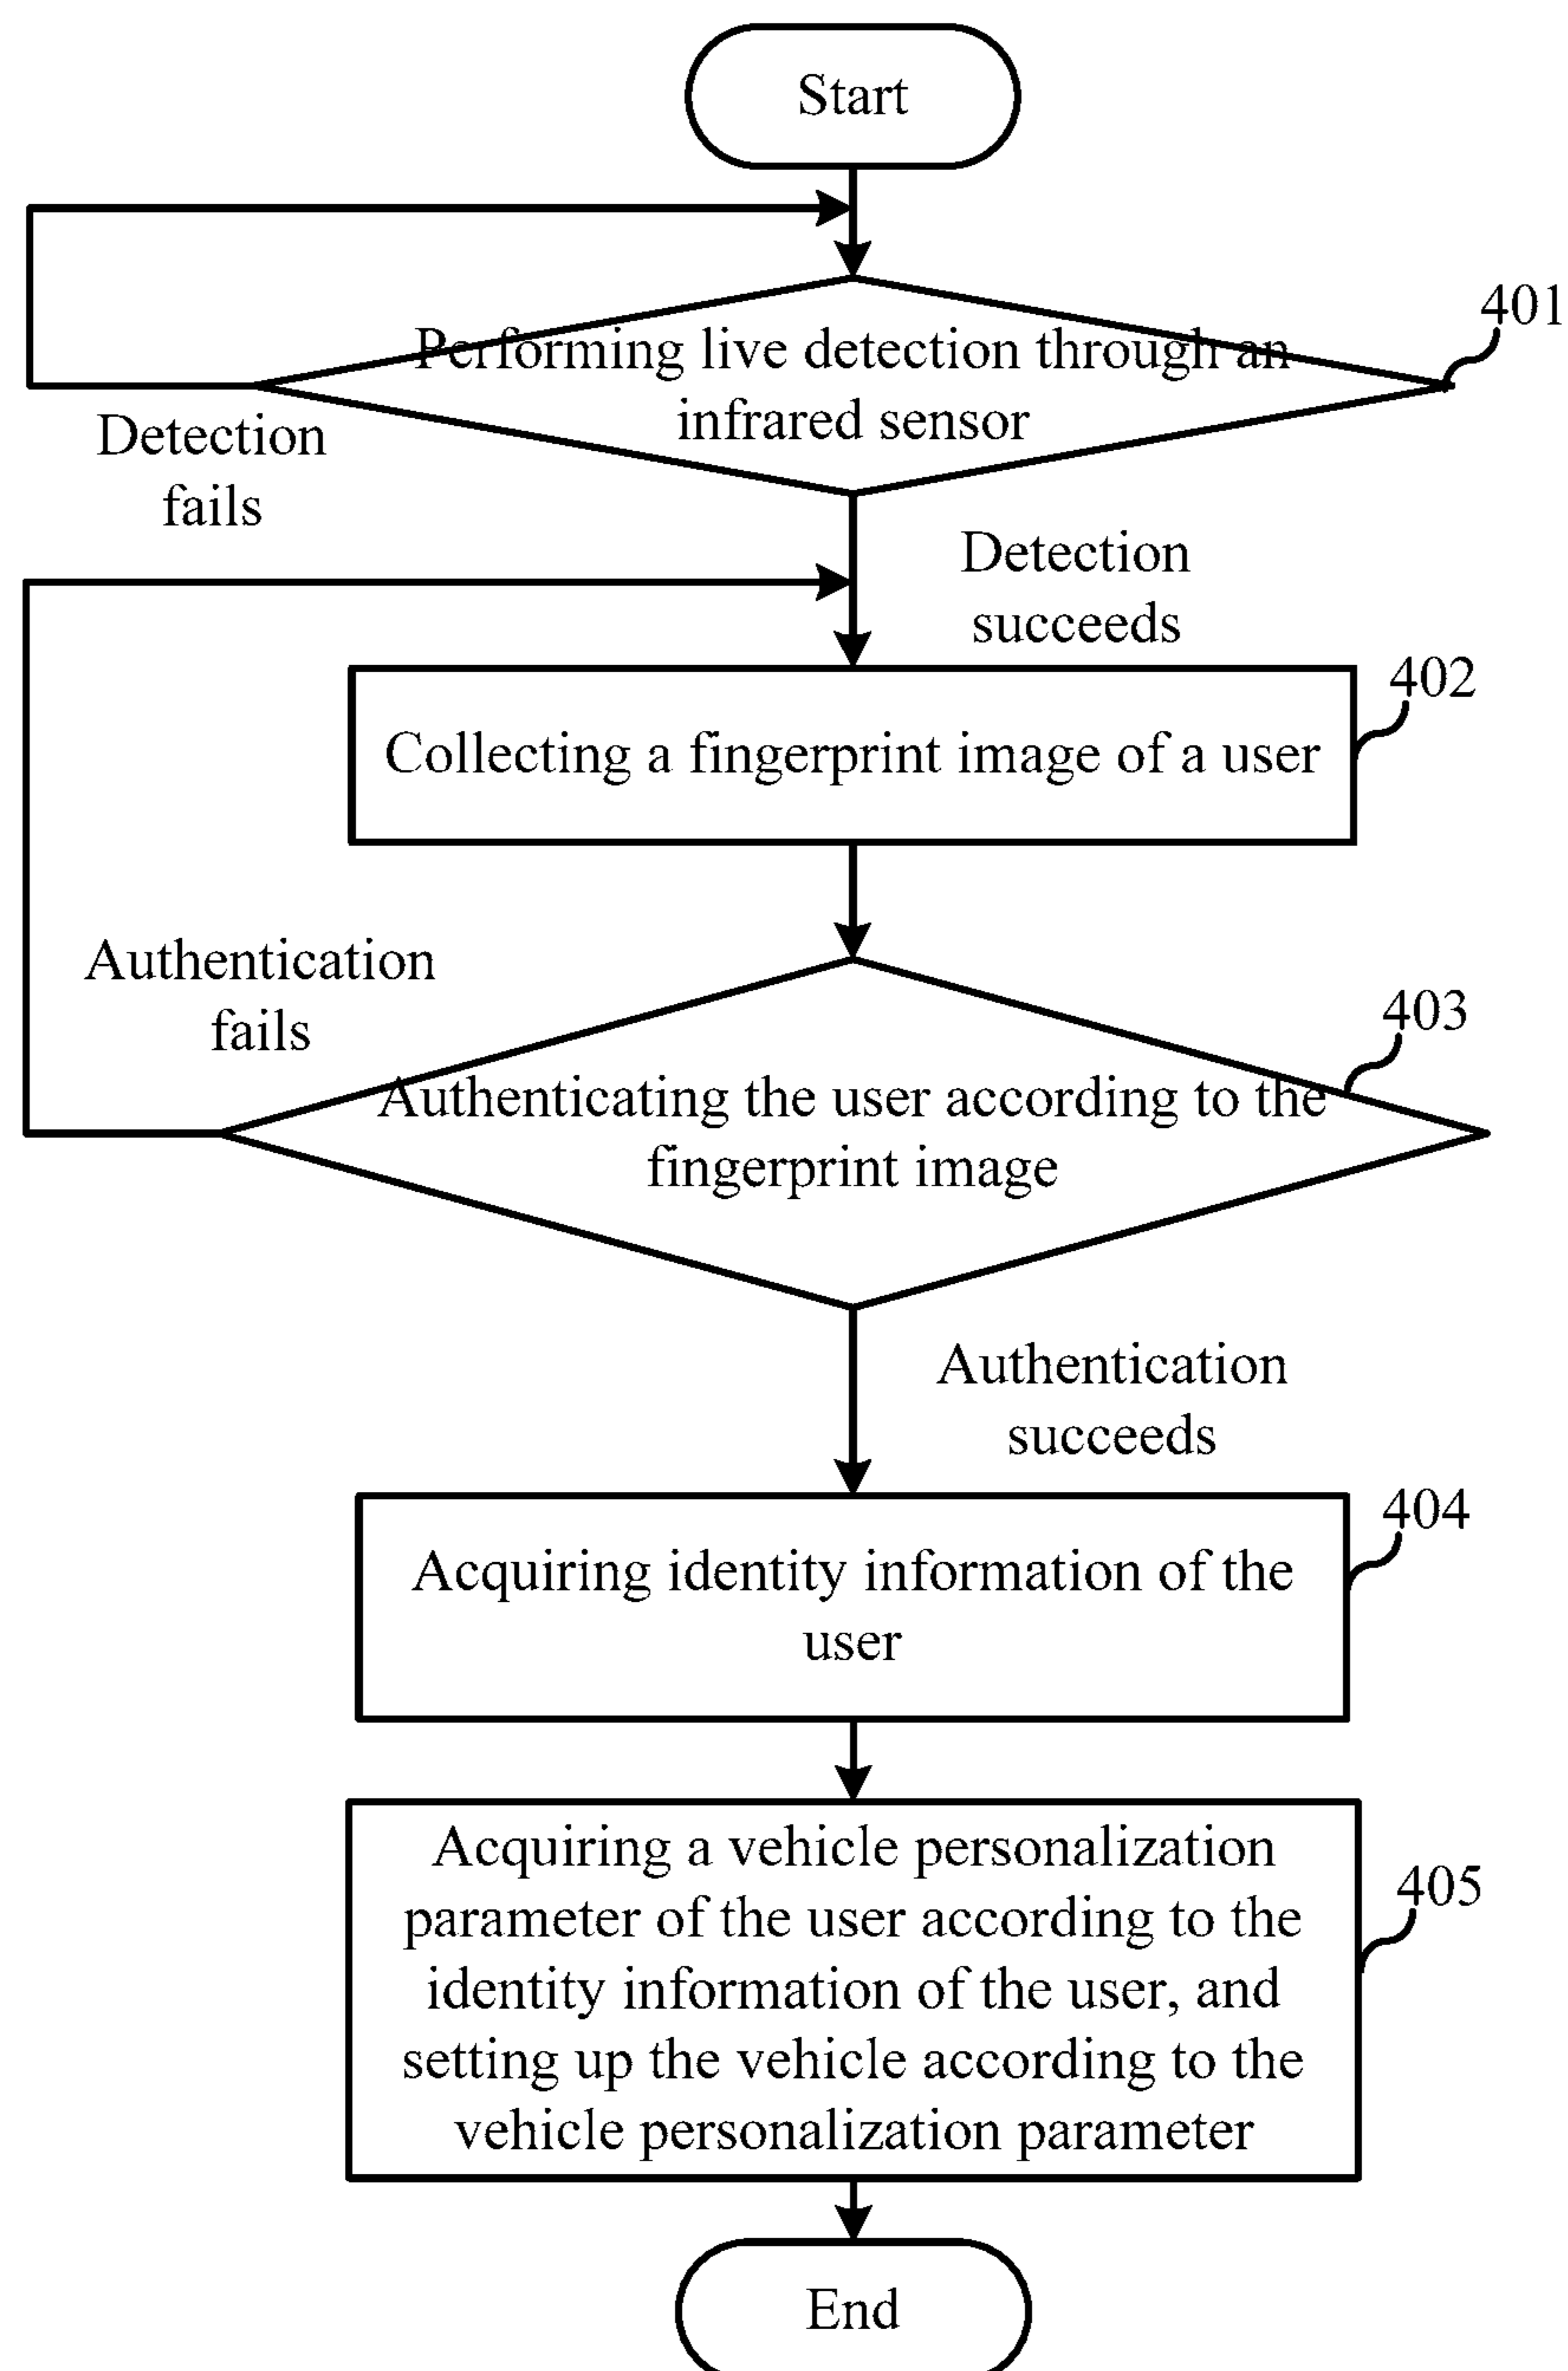 Start
401
Performing live detection through an
infrared sensor
Detection
fails
Detection
succeeds
402
Collecting a fingerprint image of a user
Authentication
fails
403
Authenticating the user according to the
fingerprint image
Authentication
succeeds
404
Acquiring identity information of the
user
405
Acquiring a vehicle personalization
parameter of the user according to the
identity information of the user, and
setting up the vehicle according to the
vehicle personalization parameter
End